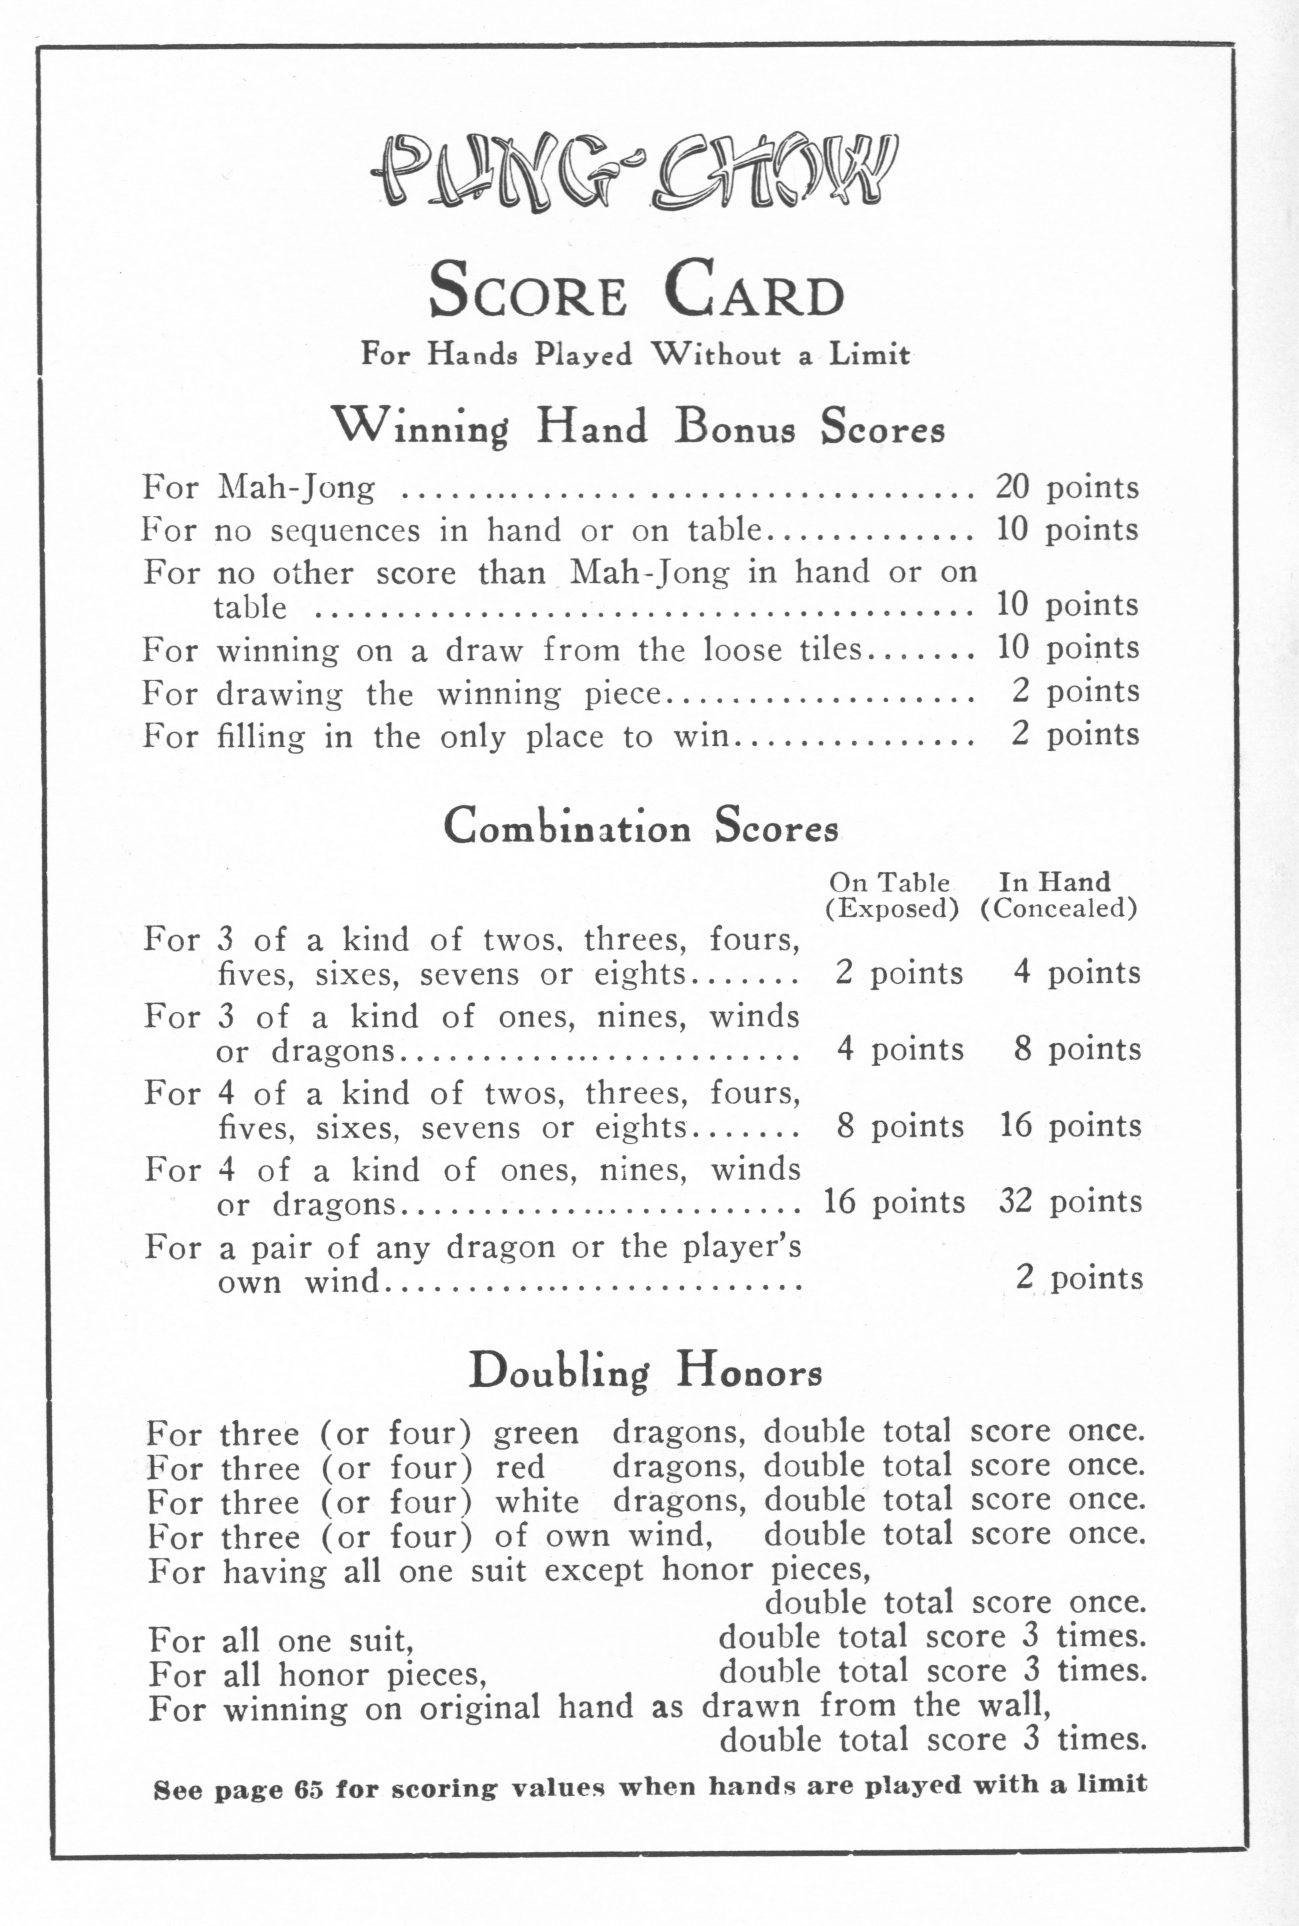 PUNG-CHOW
SCORE CARD
For Hands Played Without a Limit
Winning Hand Bonus Scores
For Mah-Jong .................................... 20 points
For no sequences in hand or on table............. 10 points
For no other score than Mah-Jong in hand or on
table ......................................... 10 points
For winning on a draw from the loose tiles....... 10 points
For drawing the winning piece................... 2 points
For filling in the only place to win............... 2 points
Combination Scores
On Table In Hand
(Exposed) (Concealed)
For 3 of a kind of twos, threes, fours,
fives, sixes, sevens or eights....... 2 points 4 points
For 3 of a kind of ones, nines, winds
or dragons......................... 4 points 8 points
For 4 of a kind of twos, threes, fours,
fives, sixes, sevens or eights....... 8 points 16 points
For 4 of a kind of ones, nines, winds
or dragons......................... 16 points 32 points
For a pair of any dragon or the player's
own wind.......................... 2 points
Doubling Honors
For three (or four) green dragons, double total score once.
For three (or four) red dragons, double total score once.
For three (or four) white dragons, double total score once.
For three (or four) of own wind, double total score once.
For having all one suit except honor pieces,
double total score once.
For all one suit, double total score 3 times.
For all honor pieces, double total score 3 times.
For winning on original hand as drawn from the wall,
double total score 3 times.
See page 65 for scoring values when hands are played with a limit